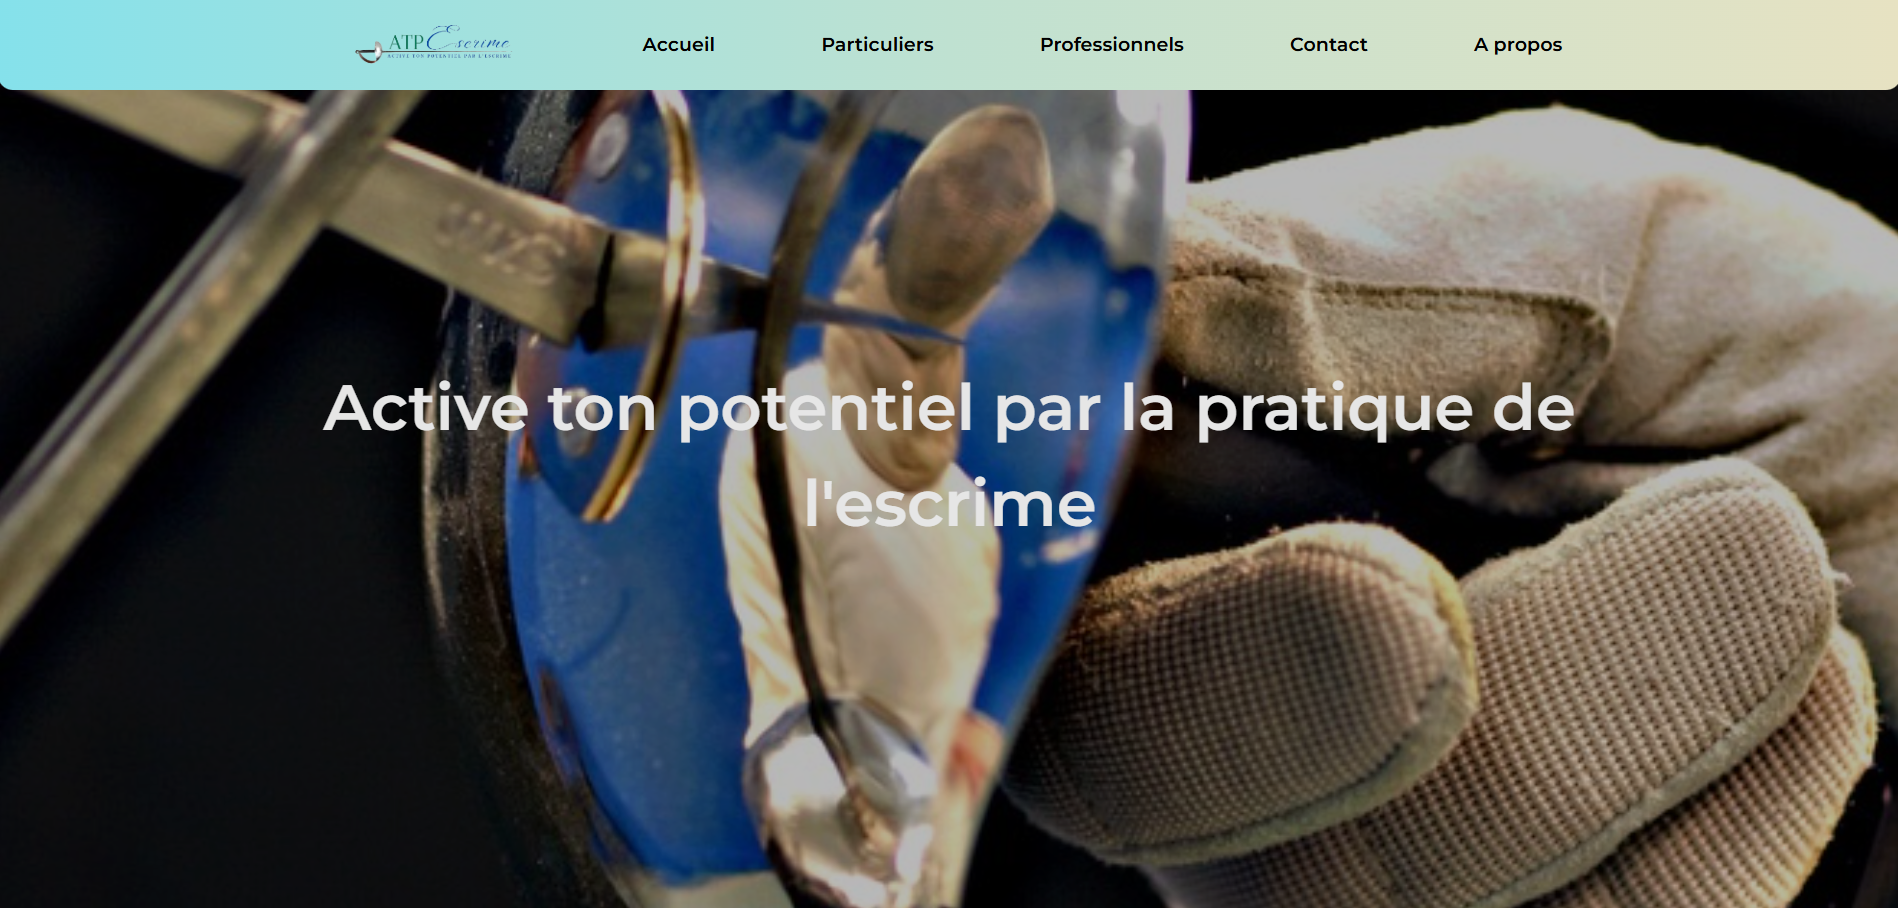 ATP Escrime
ACTIVE TON POTENTIEL PAR L'ESCRIME
Accueil
Particuliers
Professionnels
Contact
A propos
Active ton potentiel par la pratique de
l'escrime